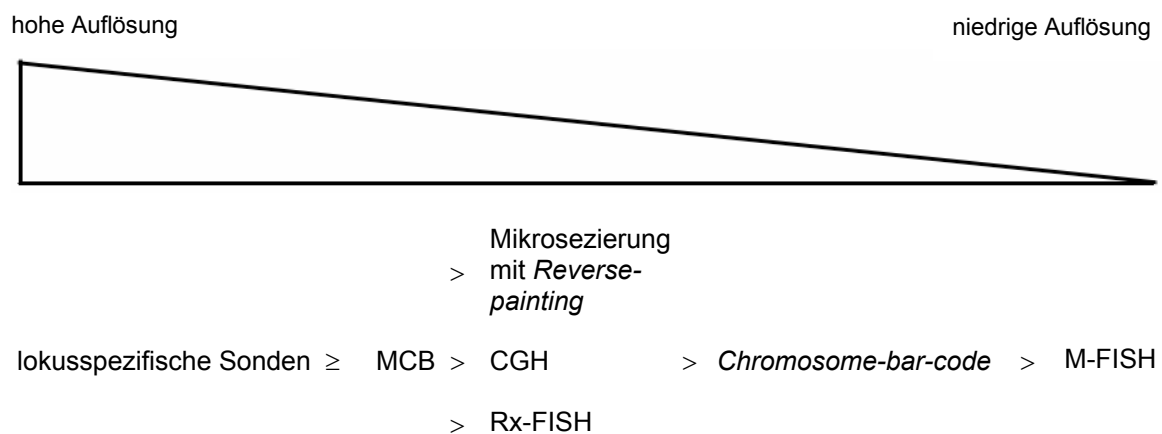 hohe Auflösung niedrige Auflösung
Mikrosezierung
> mit Reverse-
painting
lokusspezifische Sonden ≥ MCB > CGH > Chromosome-bar-code > M-FISH
> Rx-FISH